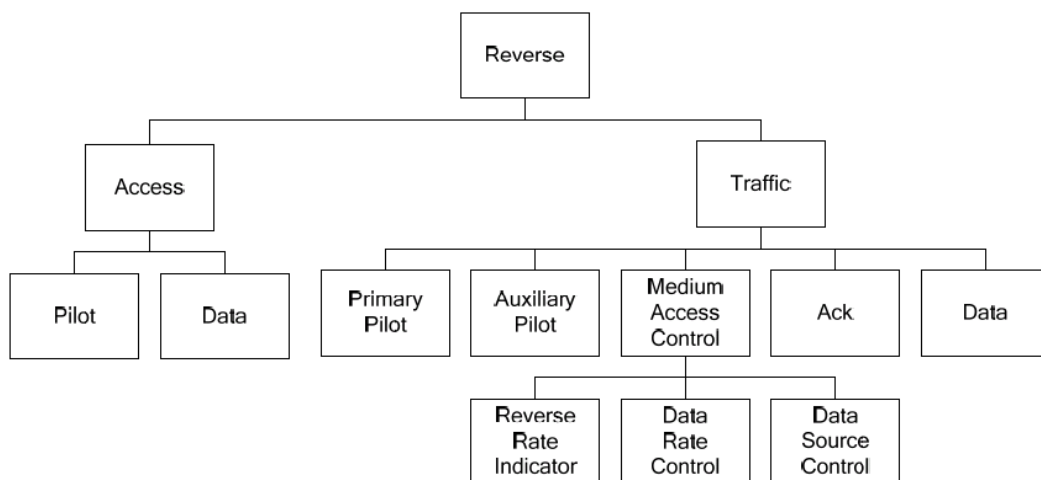 Reverse
Access
Traffic
Pilot
Data
Primary
Pilot
Auxiliary
Pilot
Medium
Access
Control
Ack
Data
Reverse
Rate
Indicator
Data
Rate
Control
Data
Source
Control